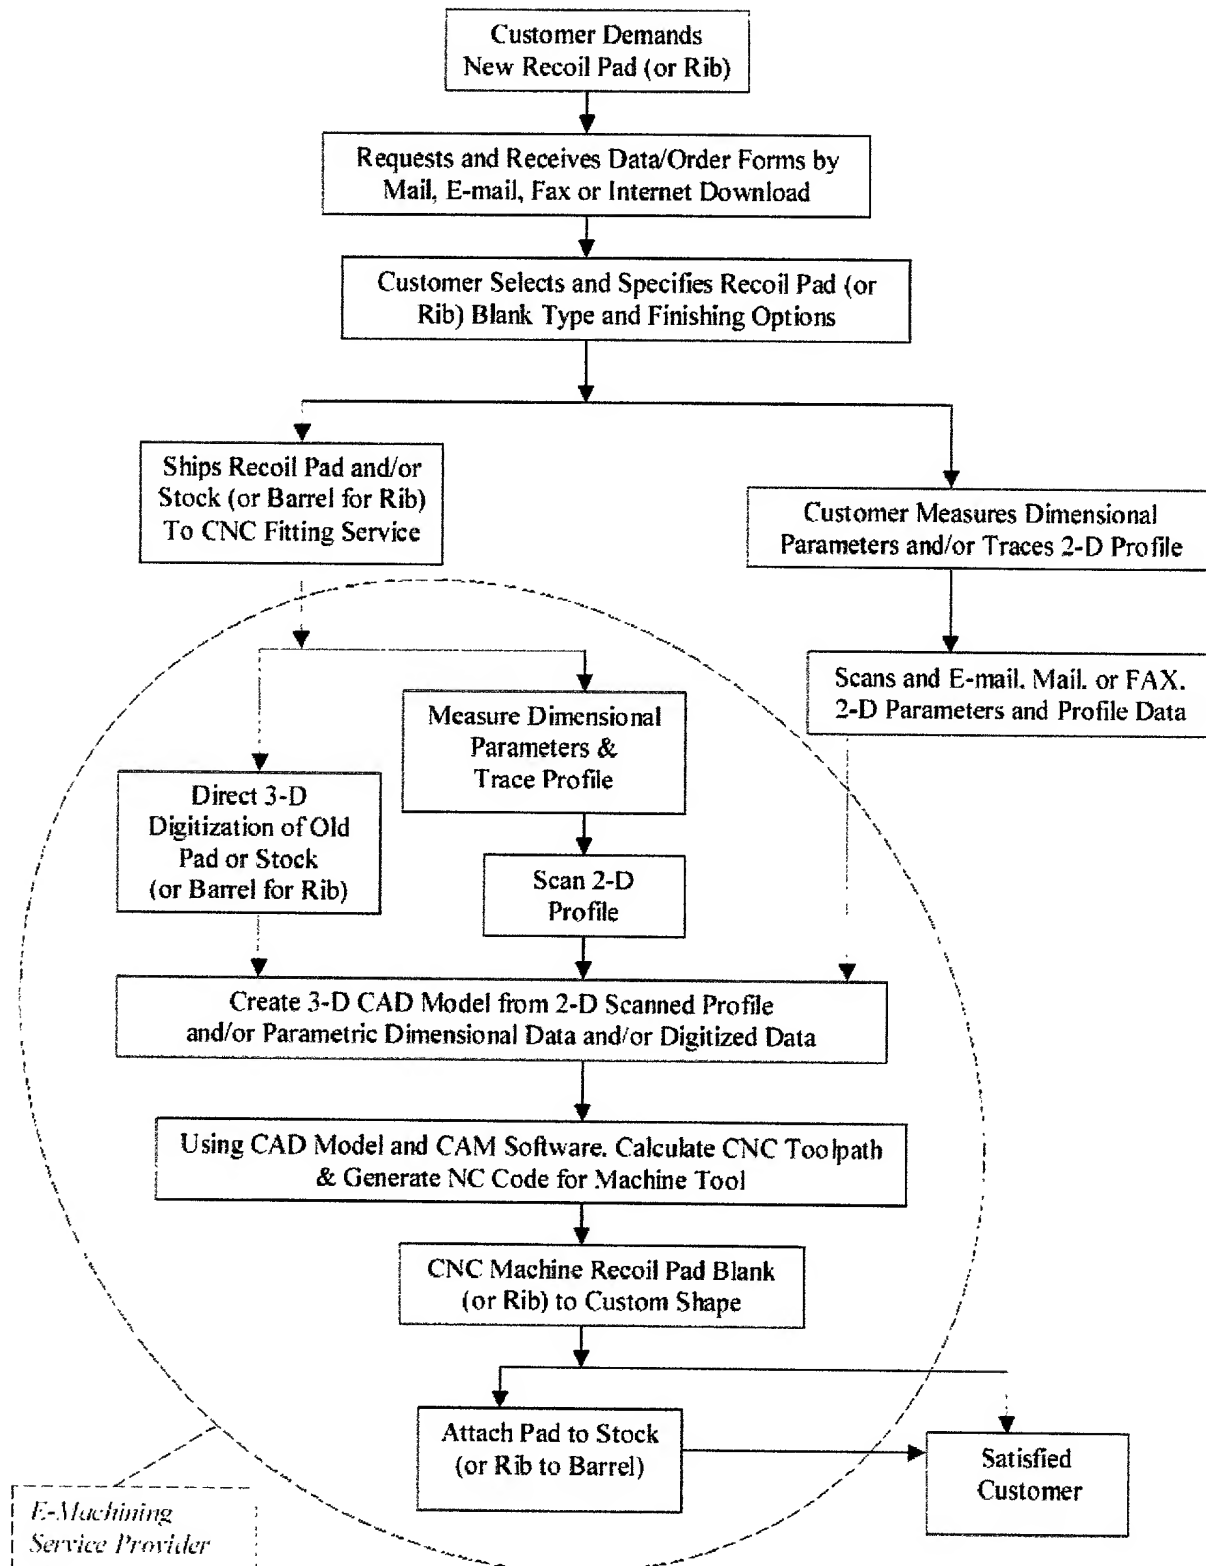 Customer Demands
New Recoil Pad (or Rib)
Requests and Receives Data/Order Forms by
Mail, E-mail, Fax or Internet Download
Customer Selects and Specifies Recoil Pad (or
Rib) Blank Type and Finishing Options
Ships Recoil Pad and/or
Stock (or Barrel for Rib)
To CNC Fitting Service
Customer Measures Dimensional
Parameters and/or Traces 2-D Profile
Scans and E-mail. Mail. or FAX.
2-D Parameters and Profile Data
Measure Dimensional
Parameters &
Trace Profile
Direct 3-D
Digitization of Old
Pad or Stock
(or Barrel for Rib)
Scan 2-D
Profile
Create 3-D CAD Model from 2-D Scanned Profile
and/or Parametric Dimensional Data and/or Digitized Data
Using CAD Model and CAM Software. Calculate CNC Toolpath
& Generate NC Code for Machine Tool
CNC Machine Recoil Pad Blank
(or Rib) to Custom Shape
Attach Pad to Stock
(or Rib to Barrel)
Satisfied
Customer
E-Machining
Service Provider